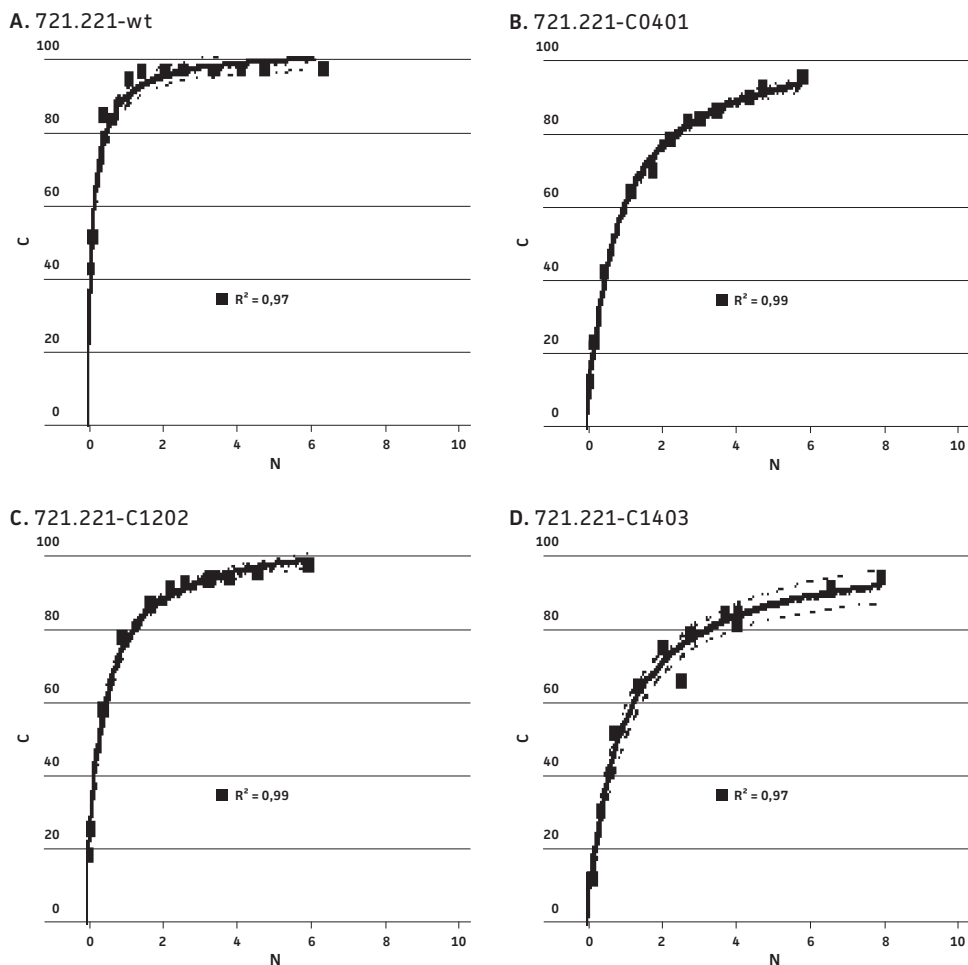 A. 721.221-wt
100
80
60
40
20
0
C
R² = 0,97
0 2 4 6 8 10
N
B. 721.221-C0401
100
80
60
40
20
0
C
R² = 0,99
0 2 4 6 8 10
N
C. 721.221-C1202
100
80
60
40
20
0
C
R² = 0,99
0 2 4 6 8 10
N
D. 721.221-C1403
100
80
60
40
20
0
C
R² = 0,97
0 2 4 6 8 10
N